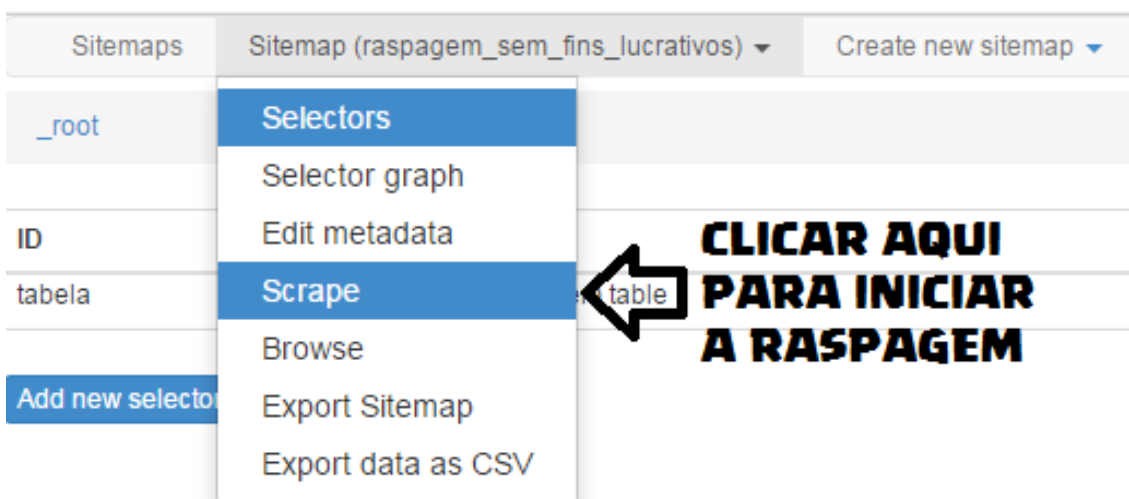 Sitemaps
Sitemap (raspagem_sem_fins_lucrativos)
Create new sitemap
_root
Selectors
Selector graph
Edit metadata
Scrape
Browse
Export Sitemap
Export data as CSV
ID
tabela
table
Add new selector
CLICAR AQUI
PARA INICIAR
A RASPAGEM